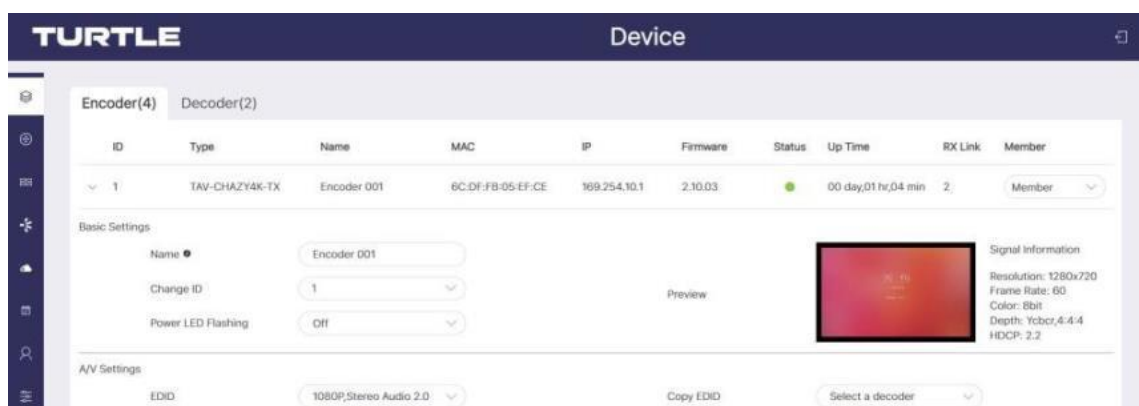 TURTLE Device
Encoder(4) Decoder(2)
ID Type Name MAC IP Firmware Status Up Time RX Link Member
1 TAV-CHAZY4K-TX Encoder 001 6C:DF:FB:05:EF:CE 169.254.10.1 2.10.03 00 day,01 hr,04 min 2 Member
Basic Settings
Name Encoder 001
Change ID 1
Power LED Flashing Off
Preview
Signal Information
Resolution: 1280x720
Frame Rate: 60
Color: 8bit
Depth: Ycbcr,4:4:4
HDCP: 2.2
A/V Settings
EDID 1080P,Stereo Audio 2.0 Copy EDID Select a decoder